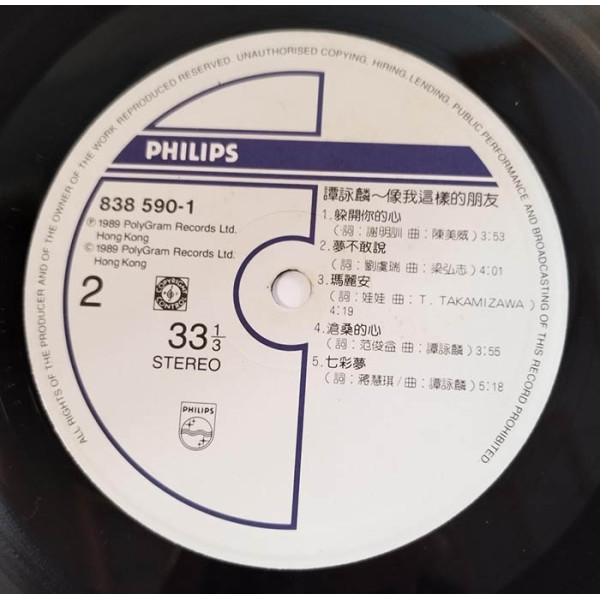 ALL RIGHTS OF THE PRODUCER AND OF THE OWNER OF THE WORK REPRODUCED RESERVED. UNAUTHORISED COPYING, HIRING, LENDING, PUBLIC PERFORMANCE AND BROADCASTING OF THIS RECORD PROHIBITED
PHILIPS
838 590-1
Ⓟ 1989 PolyGram Records Ltd.
Hong Kong
© 1989 PolyGram Records Ltd.
Hong Kong
2
COPYRIGHT CONTROL
33 1/3
STEREO
PHILIPS
譚詠麟～像我這樣的朋友
1.躲開你的心
(詞:謝明訓 曲:陳美威) 3:53
2.夢不敢說
(詞:劉虞瑞 曲:梁弘志) 4:01
3.瑪麗安
(詞:娃娃 曲:T. TAKAMIZAWA)
4:19
4.滄桑的心
(詞:范俊益 曲:譚詠麟) 3:55
5.七彩夢
(詞:蔣慧琪/曲:譚詠麟) 5:18